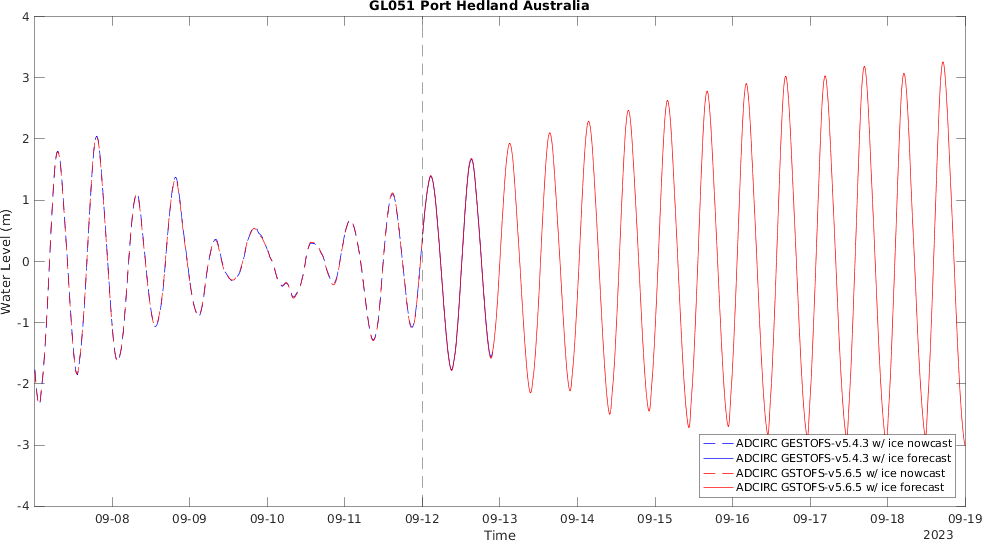 GL051 Port Hedland Australia
4
3
2
1
0
-1
-2
-3
-4
Water Level (m)
ADCIRC GESTOFS-v5.4.3 w/ ice nowcast
ADCIRC GESTOFS-v5.4.3 w/ ice forecast
ADCIRC GSTOFS-v5.6.5 w/ ice nowcast
ADCIRC GSTOFS-v5.6.5 w/ ice forecast
09-08 09-09 09-10 09-11 09-12 09-13 09-14 09-15 09-16 09-17 09-18 09-19
Time
2023